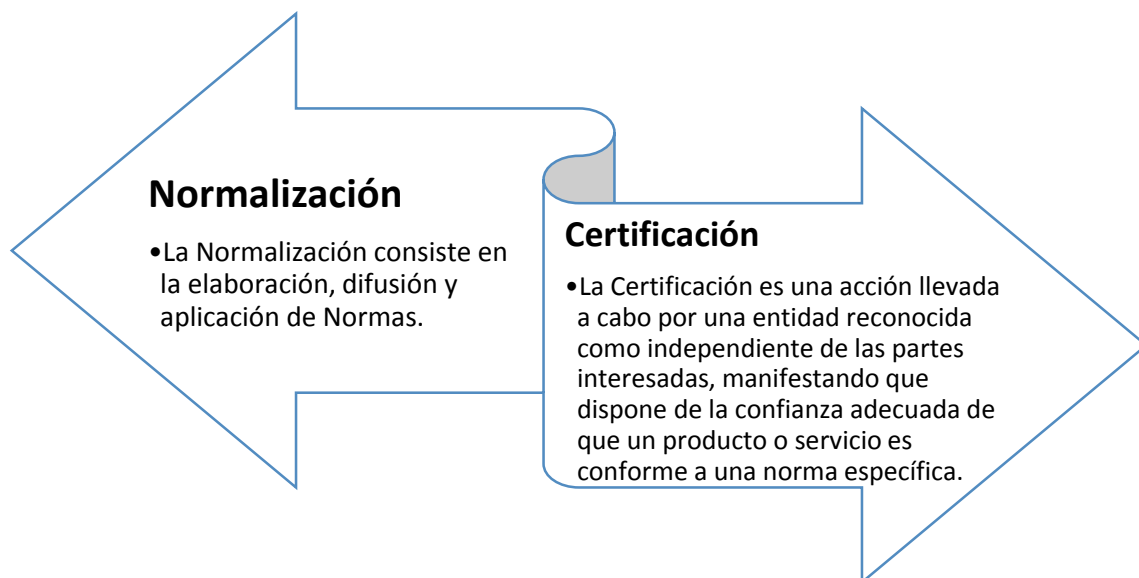 Normalización
•La Normalización consiste en
la elaboración, difusión y
aplicación de Normas.
Certificación
•La Certificación es una acción llevada
a cabo por una entidad reconocida
como independiente de las partes
interesadas, manifestando que
dispone de la confianza adecuada de
que un producto o servicio es
conforme a una norma específica.